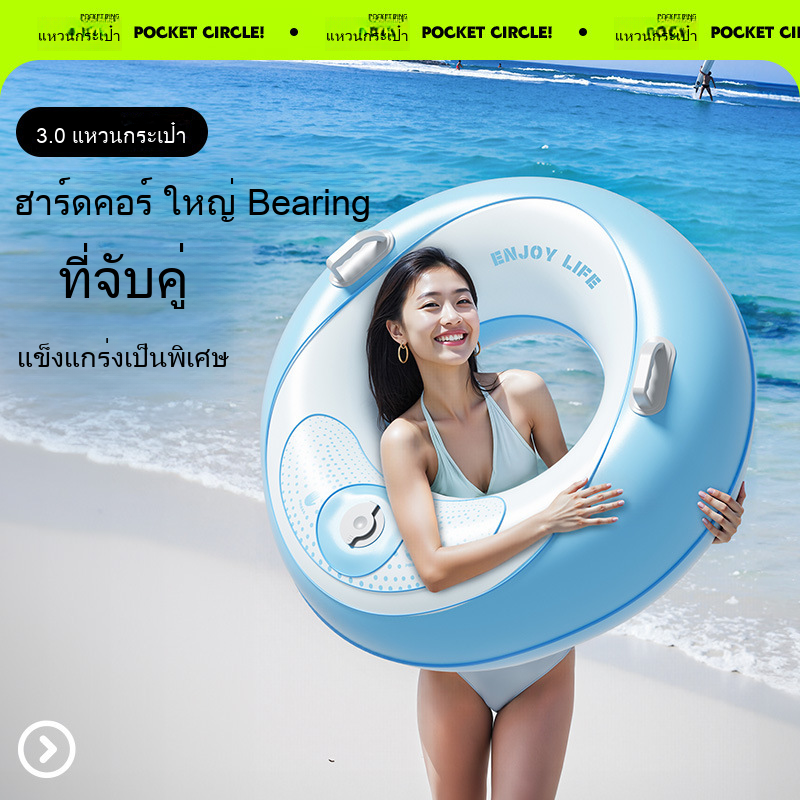 แหวนกระเป๋า POCKET CIRCLE! • แหวนกระเป๋า POCKET CIRCLE! • แหวนกระเป๋า POCKET CI
3.0 แหวนกระเป๋า
ฮาร์ดคอร์ ใหญ่ Bearing
ที่จับคู่
แข็งแกร่งเป็นพิเศษ
ENJOY LIFE